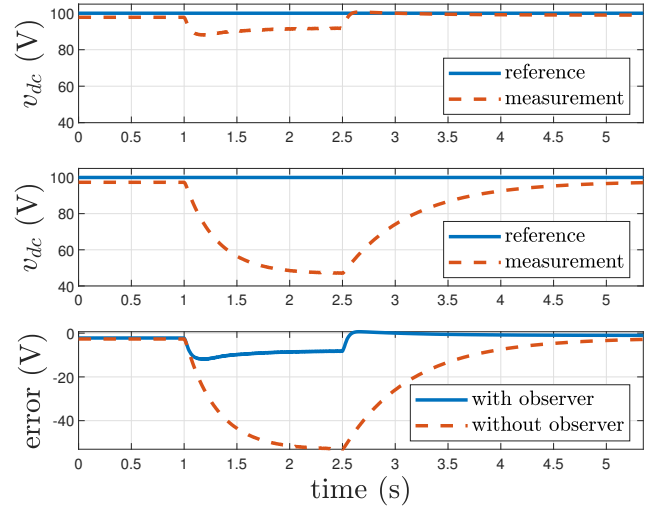 100
80
60
40
v_dc (V)
reference
measurement
0 0.5 1 1.5 2 2.5 3 3.5 4 4.5 5
100
80
60
40
v_dc (V)
reference
measurement
0 0.5 1 1.5 2 2.5 3 3.5 4 4.5 5
0
-20
-40
error (V)
with observer
without observer
0 0.5 1 1.5 2 2.5 3 3.5 4 4.5 5
time (s)